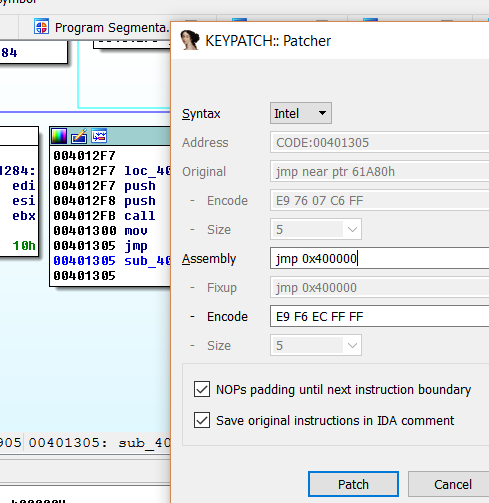 Program Segmenta.
KEYPATCH:: Patcher
284
Syntax
Intel
Address
CODE:00401305
Original
jmp near ptr 61A80h
- Encode
E9 76 07 C6 FF
- Size
5
Assembly
jmp 0x400000
- Fixup
jmp 0x400000
- Encode
E9 F6 EC FF FF
- Size
5
NOPs padding until next instruction boundary
Save original instructions in IDA comment
Patch
Cancel
1284:
edi
esi
ebx
10h
004012F7
004012F7 loc_40
004012F7 push
004012F8 push
004012FB call
00401300 mov
00401305 jmp
00401305 sub_40
00401305
905 00401305: sub_40